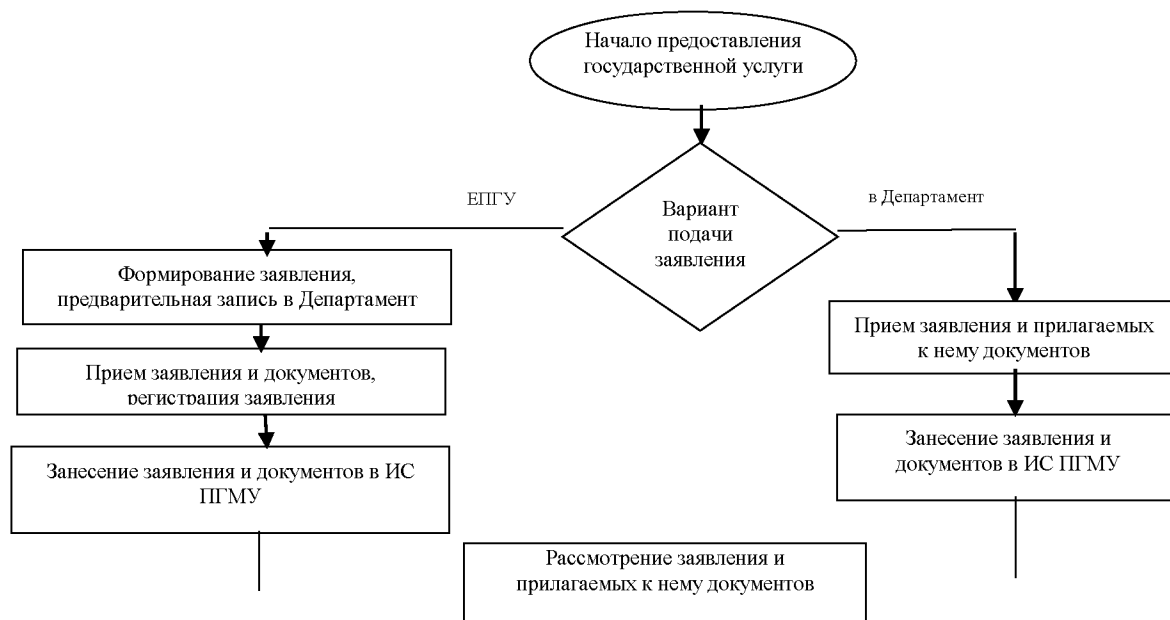 Начало предоставления
государственной услуги
ЕПГУ
в Департамент
Вариант
подачи
заявления
Формирование заявления,
предварительная запись в Департамент
Прием заявления и прилагаемых
к нему документов
Прием заявления и документов,
регистрация заявления
Занесение заявления и
документов в ИС ПГМУ
Занесение заявления и документов в ИС
ПГМУ
Рассмотрение заявления и
прилагаемых к нему документов